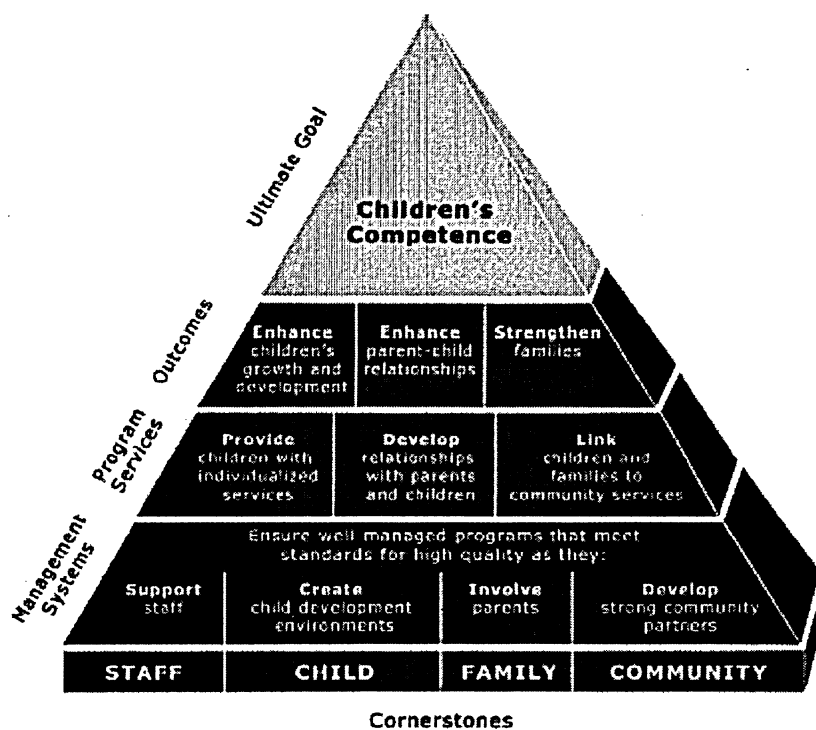 Ultimate Goal
Children's
Competence
Outcomes
Enhance
children's
growth and
development
Enhance
parent-child
relationships
Strengthen
families
Program
Services
Provide
children with
individualized
services
Develop
relationships
with parents
and children
Link
children and
families to
community services
Management
Systems
Ensure well managed programs that meet
standards for high quality as they:
Support
staff
Create
child development
environments
Involve
parents
Develop
strong community
partners
STAFF
CHILD
FAMILY
COMMUNITY
Cornerstones